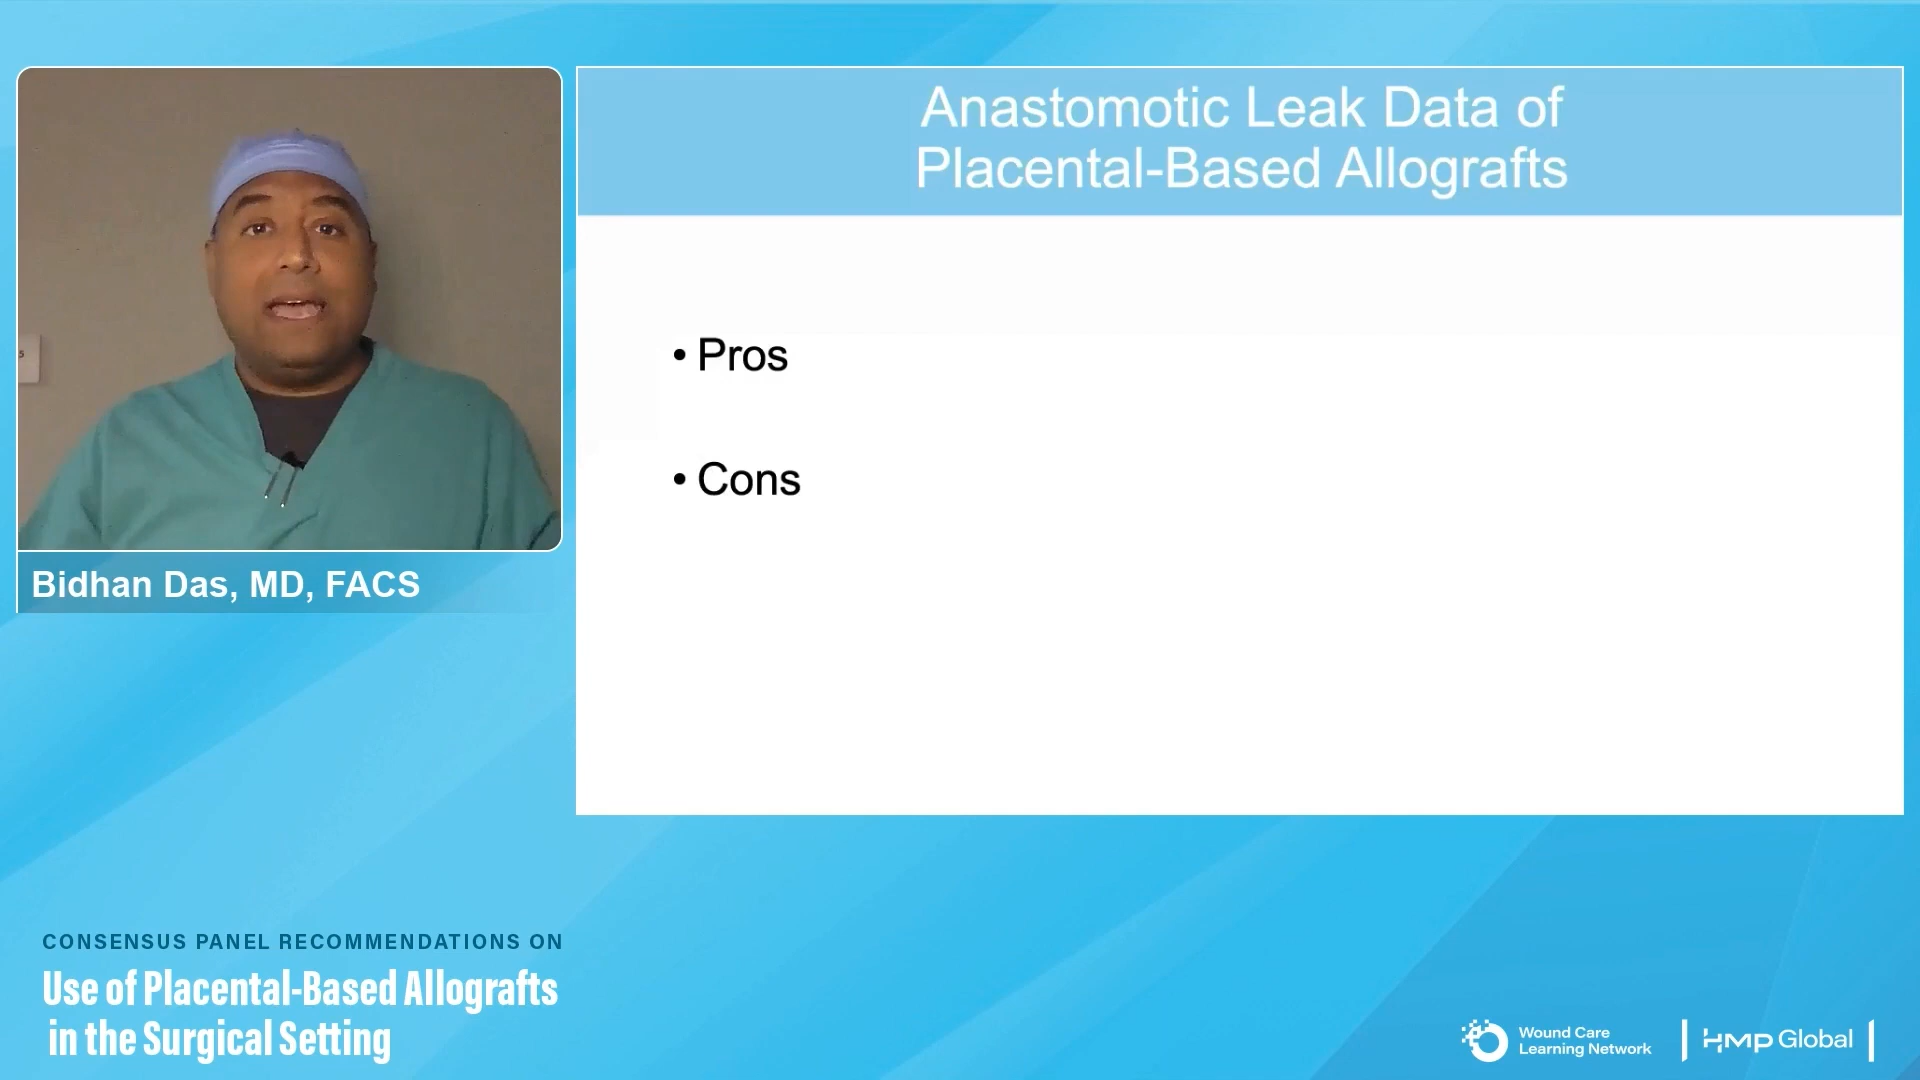 Anastomotic Leak Data of
Placental-Based Allografts
• Pros
• Cons
5
Bidhan Das, MD, FACS
CONSENSUS PANEL RECOMMENDATIONS ON
Use of Placental-Based Allografts
in the Surgical Setting
Wound Care
Learning Network
HMP Global